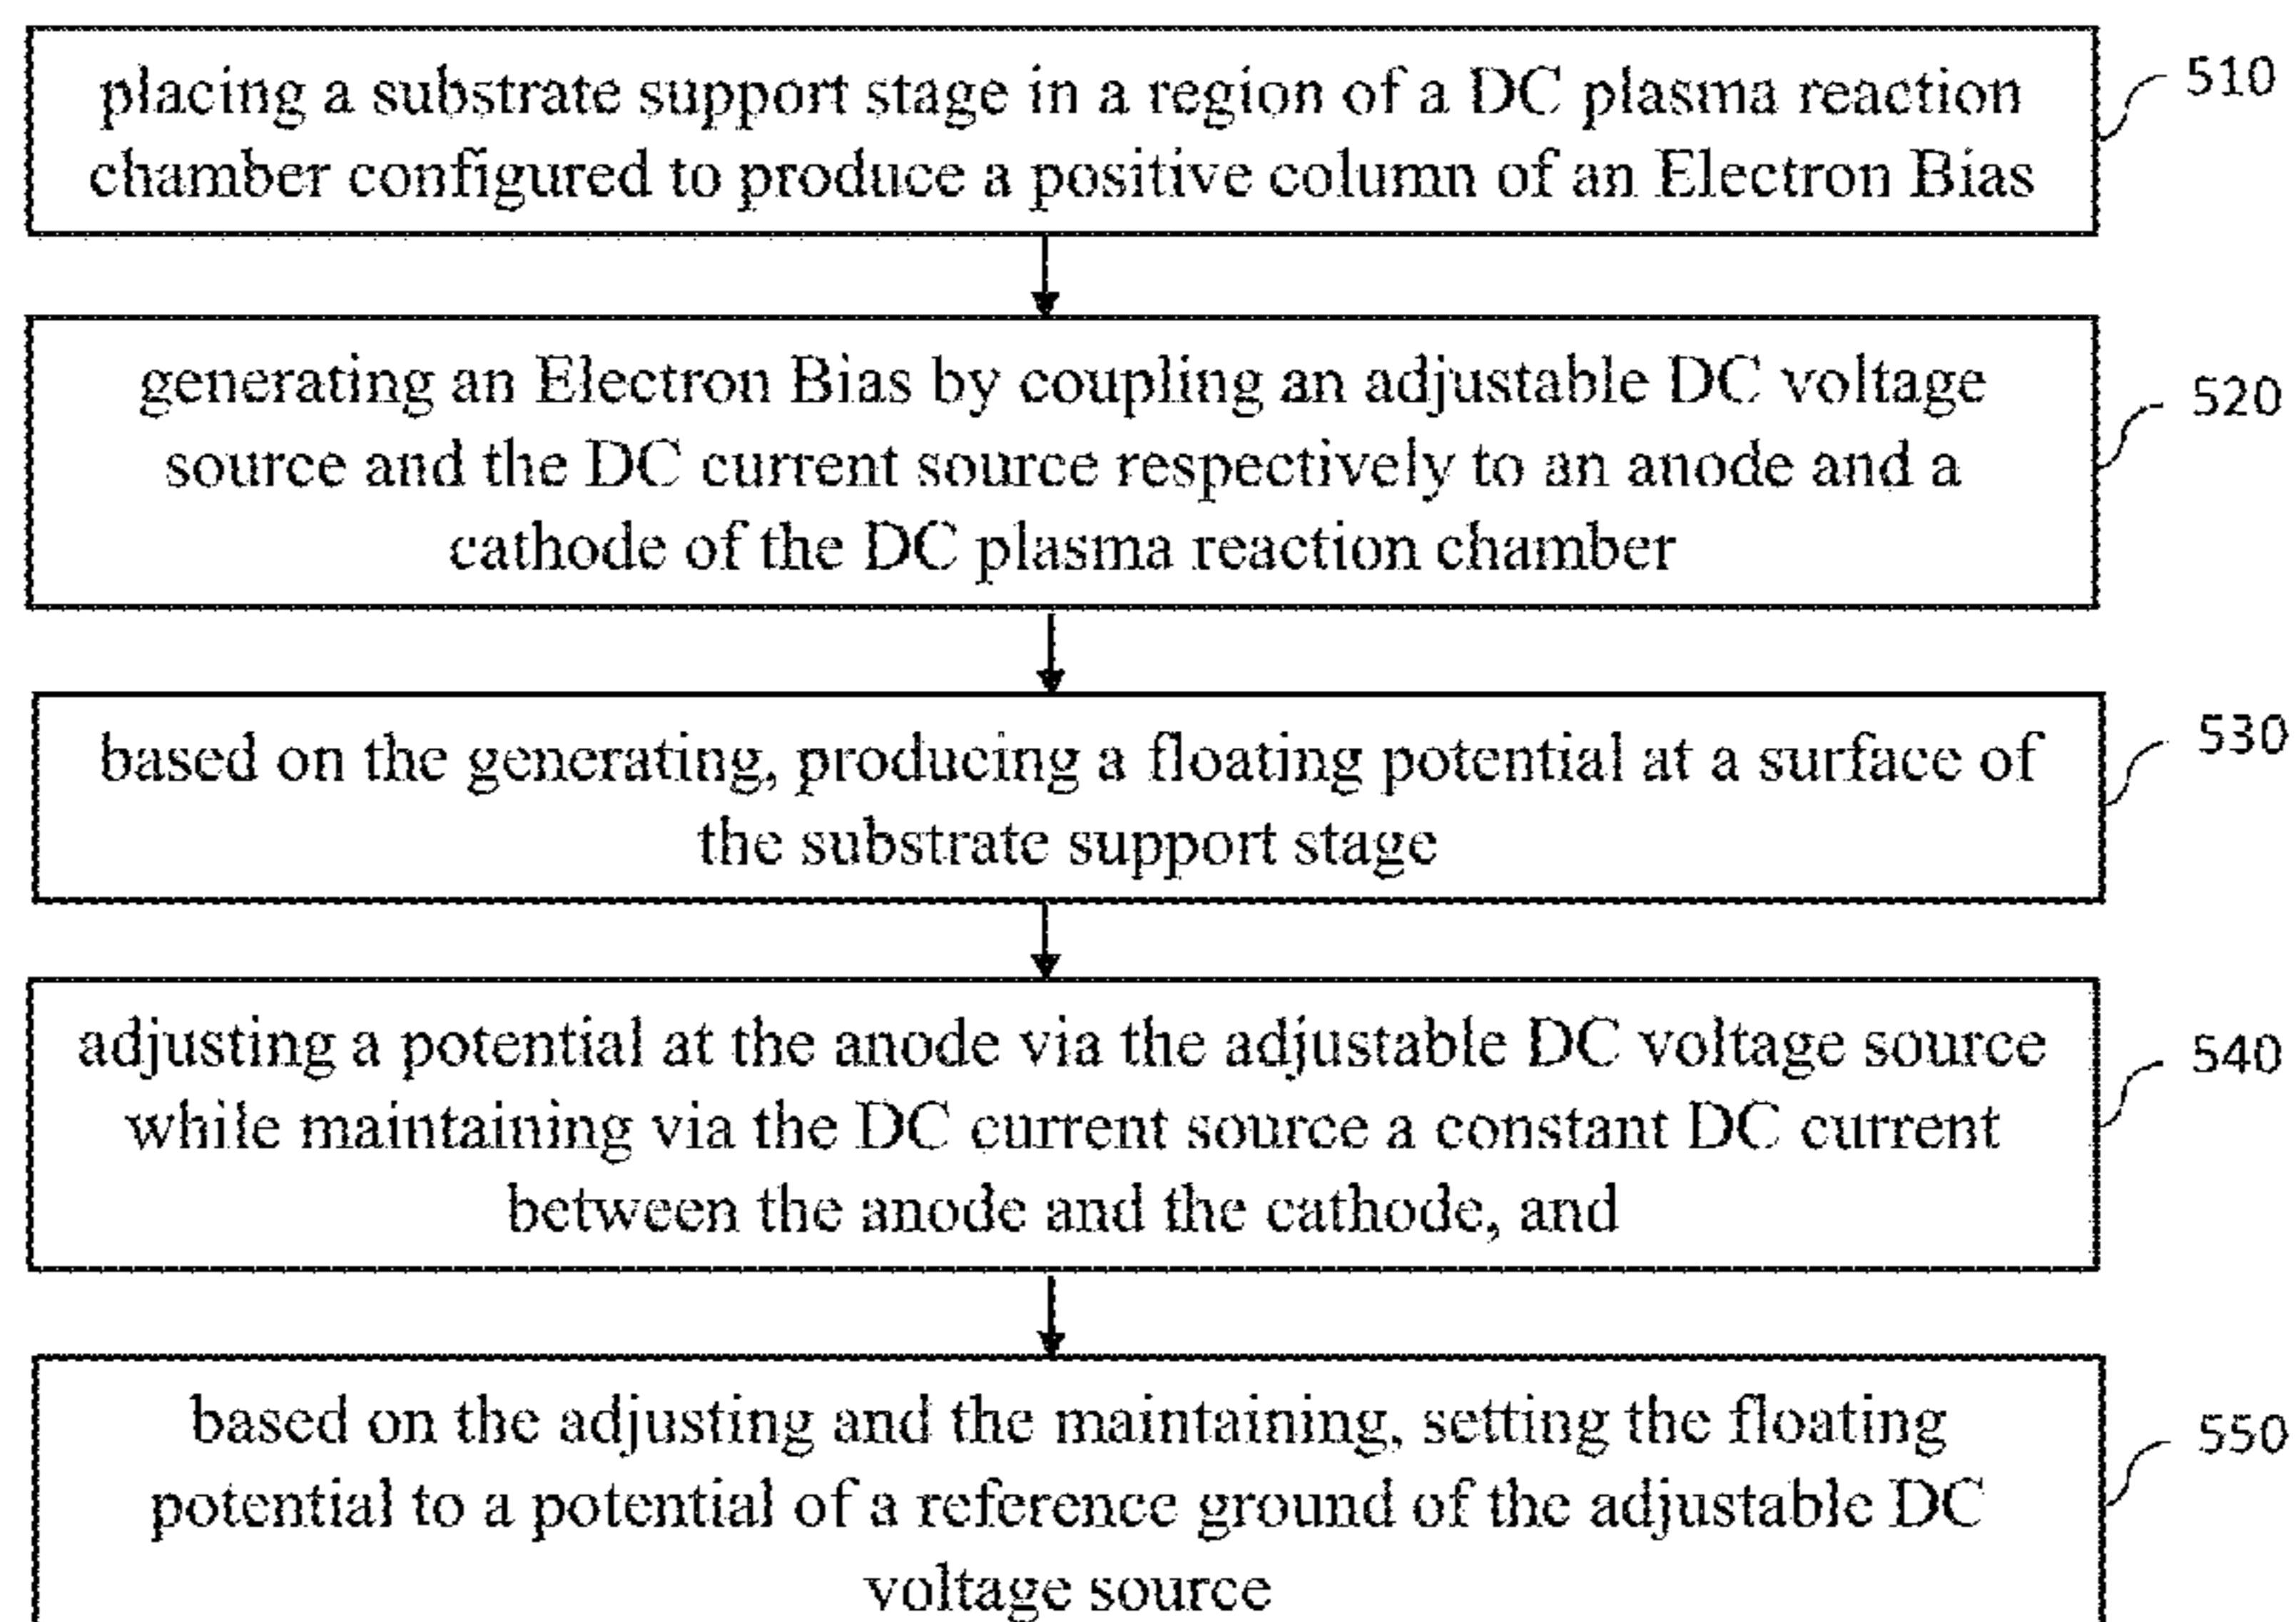 placing a substrate support stage in a region of a DC plasma reaction
chamber configured to produce a positive column of an Electron Bias
510
generating an Electron Bias by coupling an adjustable DC voltage
source and the DC current source respectively to an anode and a
cathode of the DC plasma reaction chamber
520
based on the generating, producing a floating potential at a surface of
the substrate support stage
530
adjusting a potential at the anode via the adjustable DC voltage source
while maintaining via the DC current source a constant DC current
between the anode and the cathode, and
540
based on the adjusting and the maintaining, setting the floating
potential to a potential of a reference ground of the adjustable DC
voltage source
550